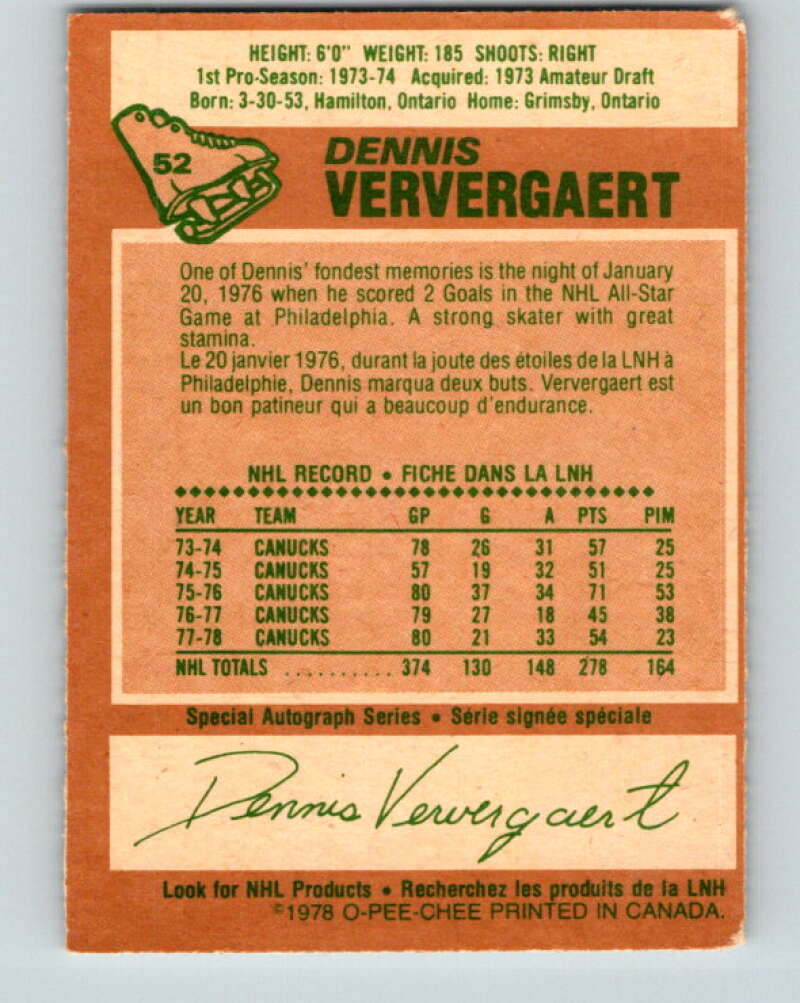 HEIGHT: 6'0" WEIGHT: 185 SHOOTS: RIGHT
1st Pro-Season: 1973-74 Acquired: 1973 Amateur Draft
Born: 3-30-53, Hamilton, Ontario Home: Grimsby, Ontario
52
DENNIS
VERVERGAERT
One of Dennis' fondest memories is the night of January
20, 1976 when he scored 2 Goals in the NHL All-Star
Game at Philadelphia. A strong skater with great
stamina.
Le 20 janvier 1976, durant la joute des étoiles de la LNH à
Philadelphie, Dennis marqua deux buts. Ververgaert est
un bon patineur qui a beaucoup d'endurance.
NHL RECORD • FICHE DANS LA LNH
YEAR TEAM GP G A PTS PIM
73-74 CANUCKS 78 26 31 57 25
74-75 CANUCKS 57 19 32 51 25
75-76 CANUCKS 80 37 34 71 53
76-77 CANUCKS 79 27 18 45 38
77-78 CANUCKS 80 21 33 54 23
NHL TOTALS .......... 374 130 148 278 164
Special Autograph Series • Série signée spéciale
Dennis Ververgaert
Look for NHL Products • Recherchez les produits de la LNH
©1978 O-PEE-CHEE PRINTED IN CANADA.